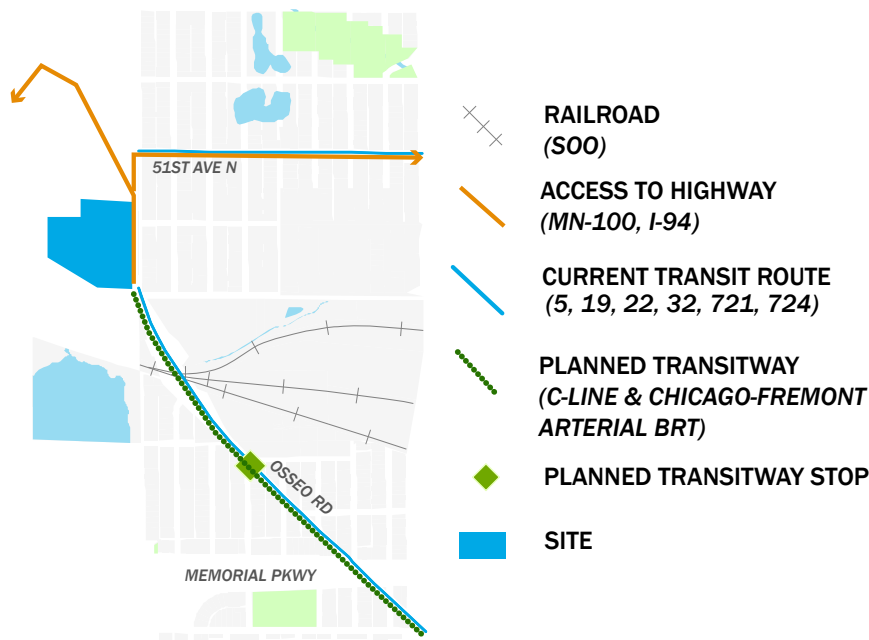 51ST AVE N
OSSEO RD
MEMORIAL PKWY
RAILROAD
(SOO)
ACCESS TO HIGHWAY
(MN-100, I-94)
CURRENT TRANSIT ROUTE
(5, 19, 22, 32, 721, 724)
PLANNED TRANSITWAY
(C-LINE & CHICAGO-FREMONT
ARTERIAL BRT)
PLANNED TRANSITWAY STOP
SITE